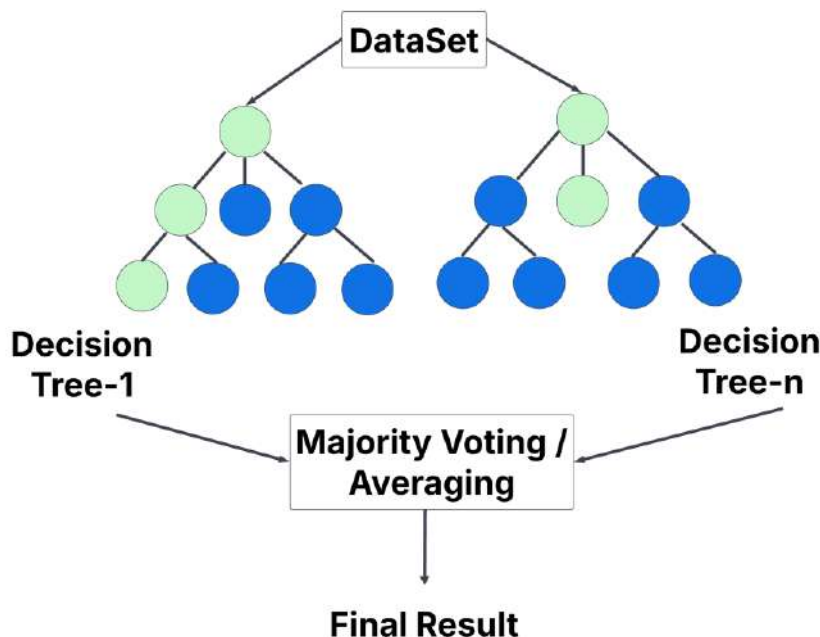 DataSet
Decision
Tree-1
Decision
Tree-n
Majority Voting /
Averaging
Final Result